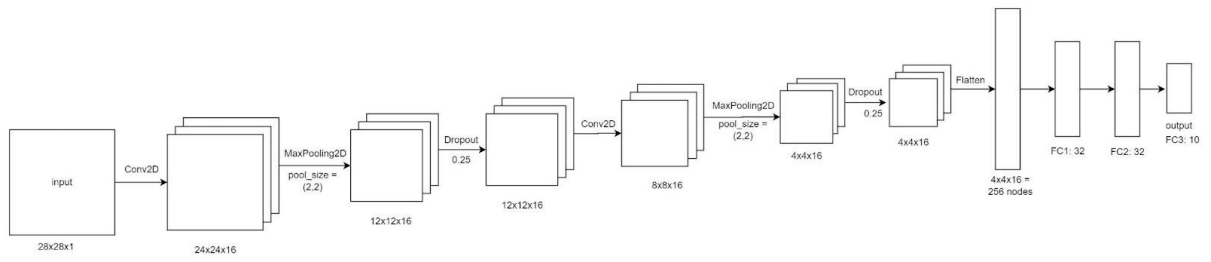 input
28x28x1
Conv2D
24x24x16
MaxPooling2D
pool_size =
(2,2)
12x12x16
Dropout
0.25
12x12x16
Conv2D
8x8x16
MaxPooling2D
pool_size =
(2,2)
4x4x16
Dropout
0.25
4x4x16
Flatten
4x4x16 =
256 nodes
FC1: 32
FC2: 32
output
FC3: 10